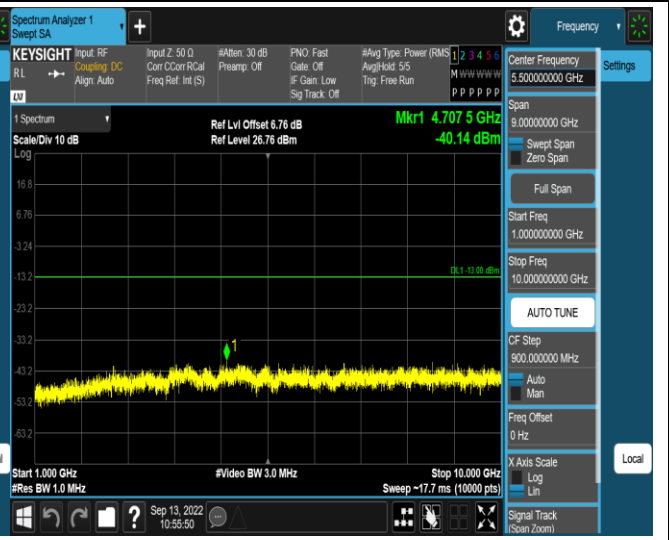 Spectrum Analyzer 1
Swept SA
+
Frequency
KEYSIGHT
RL
Input: RF
Coupling: DC
Align: Auto
Input Z: 50 Ω
Corr CCorr RCal
Freq Ref: Int (S)
#Atten: 30 dB
Preamp: Off
PNO: Fast
Gate: Off
IF Gain: Low
Sig Track: Off
#Avg Type: Power (RMS
Avg|Hold: 5/5
Trig: Free Run
1 2 3 4 5 6
M W W W W W
P P P P P P
LXI
1 Spectrum
Scale/Div 10 dB
Log
Ref Lvl Offset 6.76 dB
Ref Level 26.76 dBm
Mkr1 4.707 5 GHz
-40.14 dBm
16.8
6.76
-3.24
-13.2
-23.2
-33.2
-43.2
-53.2
-63.2
DL1 -13.00 dBm
1
Start 1.000 GHz
#Res BW 1.0 MHz
#Video BW 3.0 MHz
Stop 10.000 GHz
Sweep ~17.7 ms (10000 pts)
?
Sep 13, 2022
10:55:50
Center Frequency
5.500000000 GHz
Span
9.00000000 GHz
Swept Span
Zero Span
Full Span
Start Freq
1.000000000 GHz
Stop Freq
10.000000000 GHz
AUTO TUNE
CF Step
900.000000 MHz
Auto
Man
Freq Offset
0 Hz
X Axis Scale
Log
Lin
Signal Track
(Span Zoom)
Settings
Local